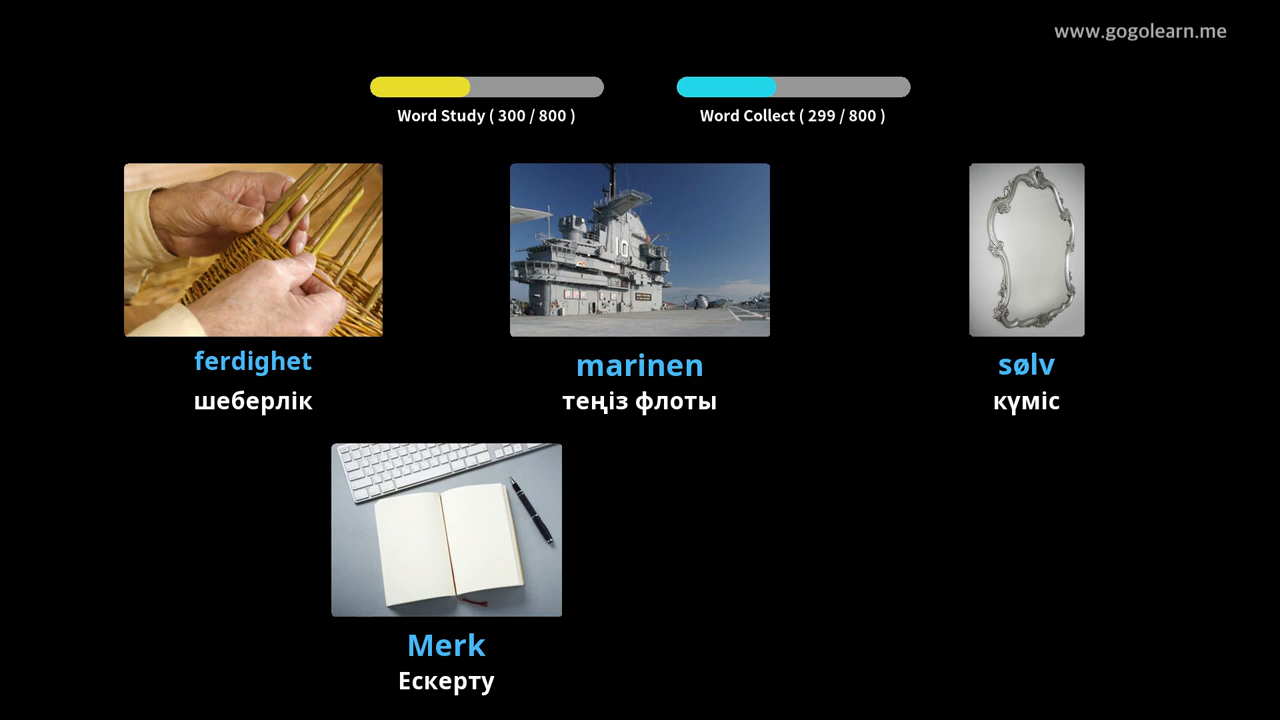 www.gogolearn.me
Word Study ( 300 / 800 )
Word Collect ( 299 / 800 )
10
ferdighet
шеберлік
marinen
теңіз флоты
sølv
күміс
Merk
Ескерту